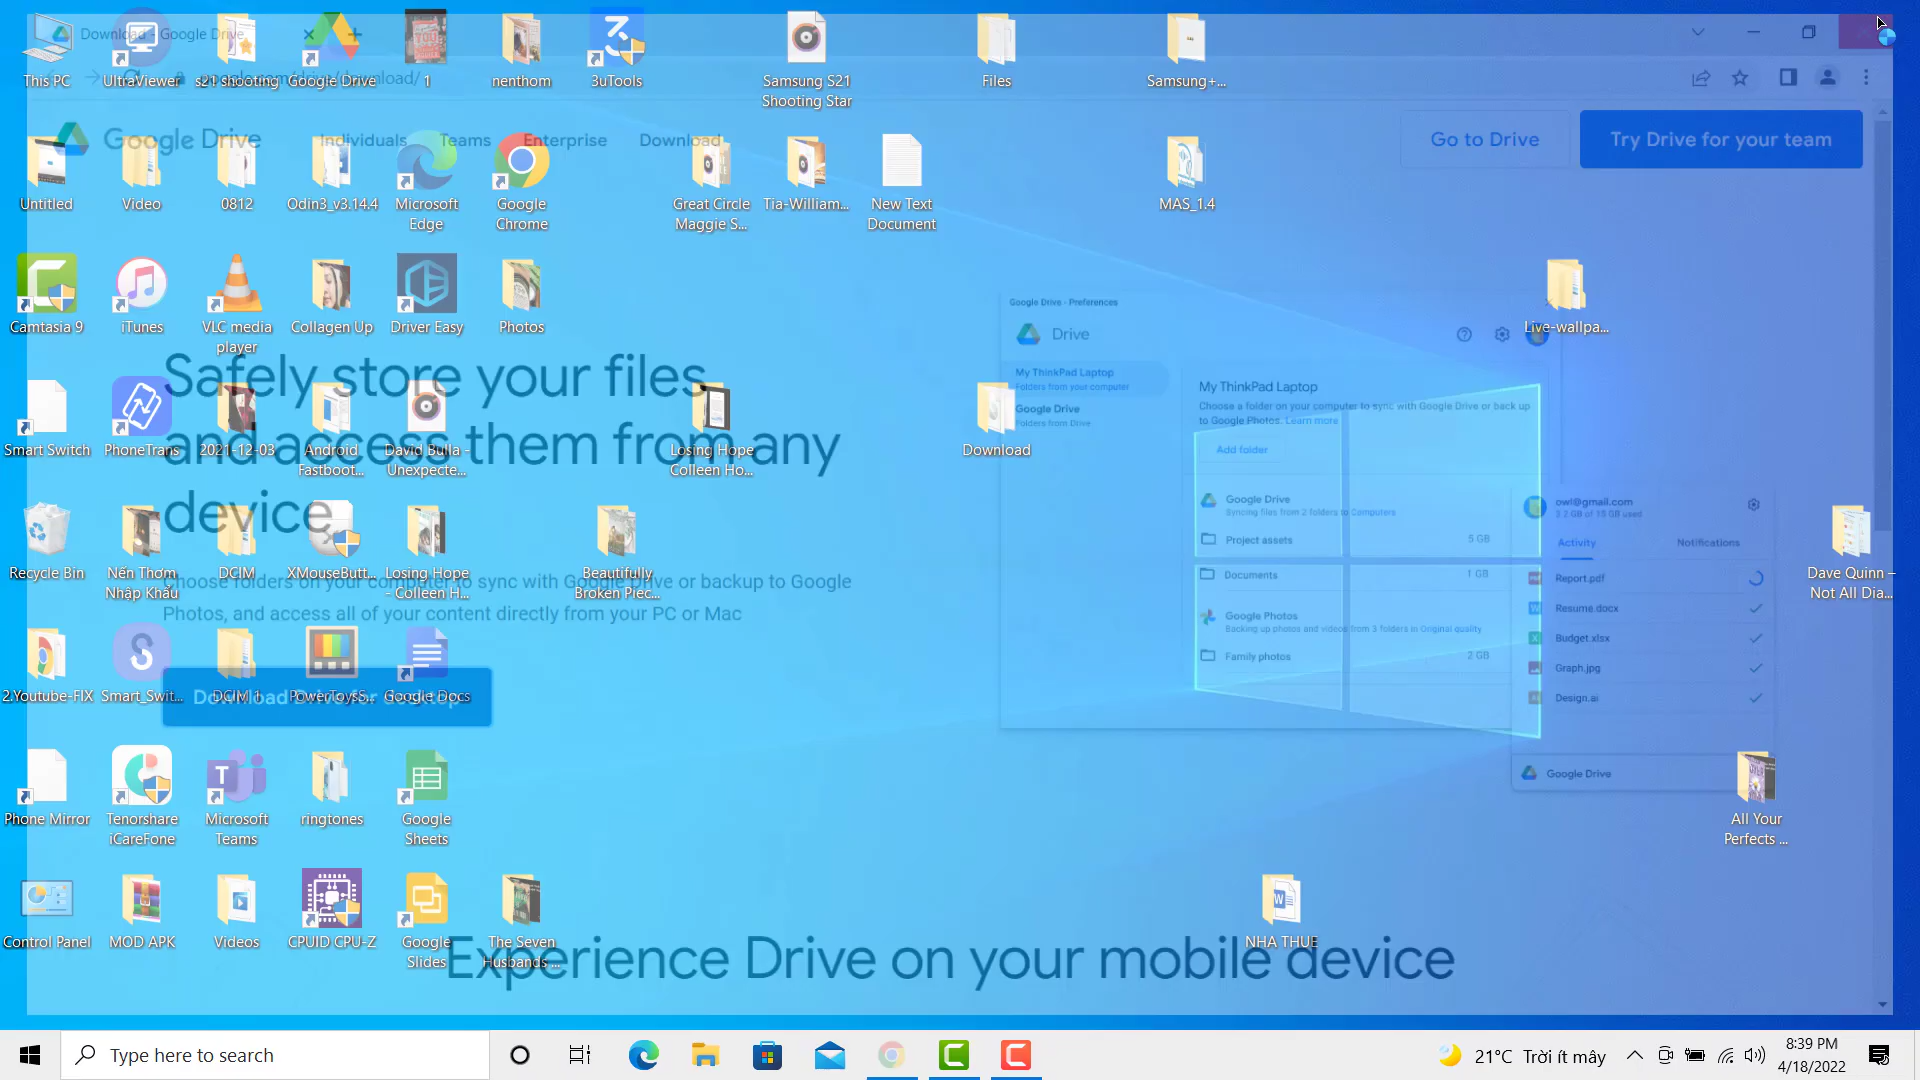 Download - Google Drive
google.com/drive/download/
This PC
UltraViewer
s21 shooting
Google Drive
1
nenthom
3uTools
Samsung S21
Shooting Star
Files
Samsung+...
Google Drive
Individuals
Teams
Enterprise
Download
Go to Drive
Try Drive for your team
Untitled
Video
0812
Odin3_v3.14.4
Microsoft
Edge
Google
Chrome
Great Circle
Maggie S...
Tia-William...
New Text
Document
MAS_1.4
Camtasia 9
iTunes
VLC media
player
Collagen Up
Driver Easy
Photos
Live-wallpa...
Safely store your files
and access them from any
device
Smart Switch
PhoneTrans
2021-12-03
Android
Fastboot...
David Bulla -
Unexpecte...
Losing Hope
Colleen Ho...
Download
Google Drive - Preferences
Drive
My ThinkPad Laptop
Folders from your computer
Google Drive
Folders from Drive
My ThinkPad Laptop
Choose a folder on your computer to sync with Google Drive or back up
to Google Photos. Learn more
Add folder
Google Drive
Syncing files from 2 folders to Computers
Project assets
5 GB
Documents
1 GB
Google Photos
Backing up photos and videos from 3 folders in Original quality
Family photos
2 GB
owl@gmail.com
2.2 GB of 15 GB used
Activity
Notifications
Report.pdf
Resume.docx
Budget.xlsx
Graph.jpg
Design.ai
Google Drive
Recycle Bin
Nến Thơm
Nhập Khẩu
DCIM
XMouseButt...
Losing Hope
- Colleen H...
Beautifully
Broken Piec...
Dave Quinn –
Not All Dia...
Choose folders on your computer to sync with Google Drive or backup to Google
Photos, and access all of your content directly from your PC or Mac
2.Youtube-FIX
Smart_Swit...
DCIM 1
PowerToysS...
Google Docs
Download Drive for desktop
Phone Mirror
Tenorshare
iCareFone
Microsoft
Teams
ringtones
Google
Sheets
All Your
Perfects ...
Control Panel
MOD APK
Videos
CPUID CPU-Z
Google
Slides
The Seven
Husbands ...
NHA THUE
Experience Drive on your mobile device
Type here to search
21°C Trời ít mây
8:39 PM
4/18/2022